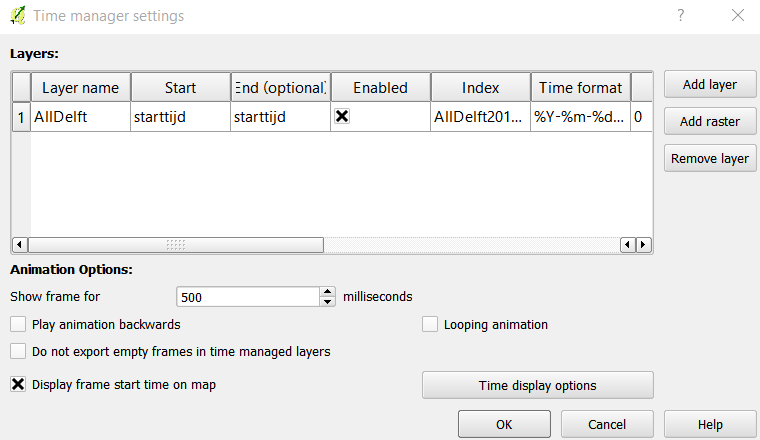 Time manager settings
?
Layers:
Layer name Start End (optional) Enabled Index Time format
1 AllDelft starttijd starttijd AllDelft201... %Y-%m-%d... 0
Add layer
Add raster
Remove layer
Animation Options:
Show frame for 500 milliseconds
Play animation backwards Looping animation
Do not export empty frames in time managed layers
Display frame start time on map Time display options
OK Cancel Help